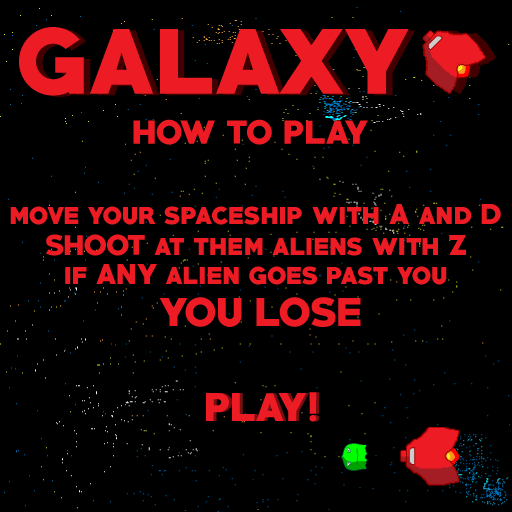 GALAXY
HOW TO PLAY
MOVE YOUR SPACESHIP WITH A AND D
SHOOT AT THEM ALIENS WITH Z
IF ANY ALIEN GOES PAST YOU
YOU LOSE
PLAY!